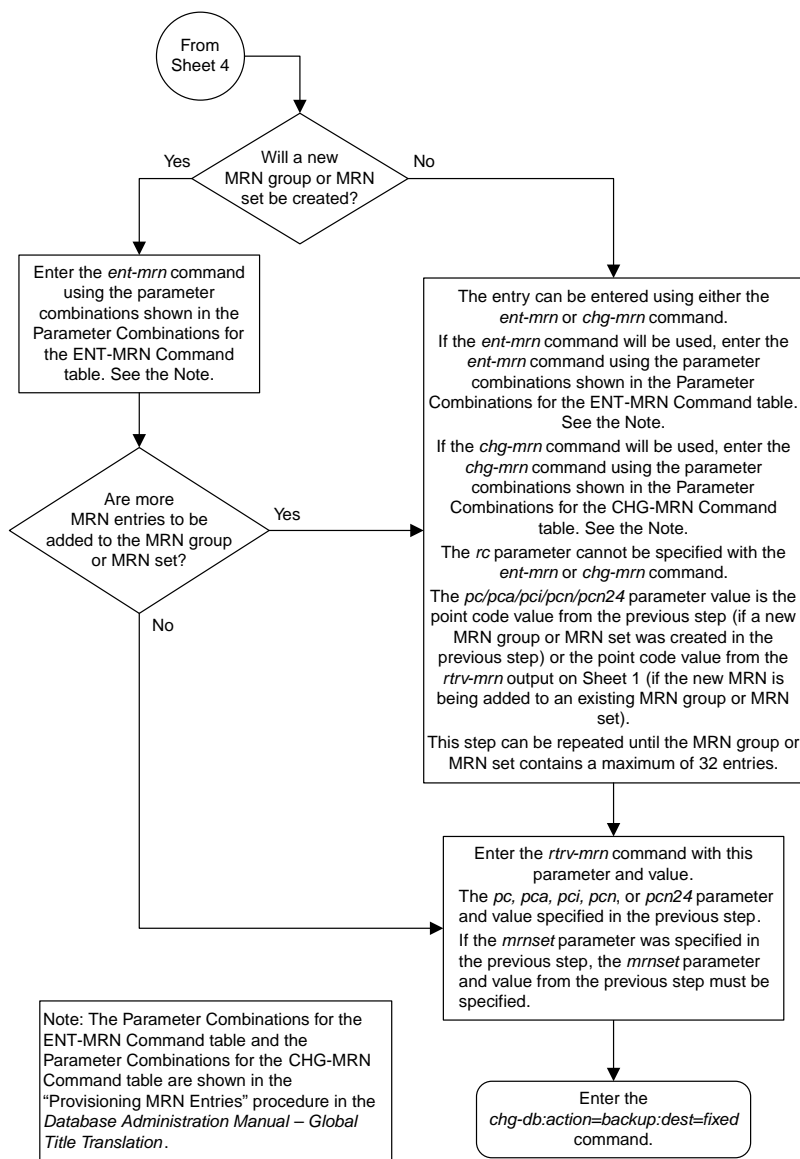 From
Sheet 4
Will a new
MRN group or MRN
set be created?
Yes
No
Enter the ent-mrn command
using the parameter
combinations shown in the
Parameter Combinations for
the ENT-MRN Command
table. See the Note.
Are more
MRN entries to be
added to the MRN group
or MRN set?
Yes
No
The entry can be entered using either the
ent-mrn or chg-mrn command.
If the ent-mrn command will be used, enter the
ent-mrn command using the parameter
combinations shown in the Parameter
Combinations for the ENT-MRN Command table.
See the Note.
If the chg-mrn command will be used, enter the
chg-mrn command using the parameter
combinations shown in the Parameter
Combinations for the CHG-MRN Command
table. See the Note.
The rc parameter cannot be specified with the
ent-mrn or chg-mrn command.
The pc/pca/pci/pcn/pcn24 parameter value is the
point code value from the previous step (if a new
MRN group or MRN set was created in the
previous step) or the point code value from the
rtrv-mrn output on Sheet 1 (if the new MRN is
being added to an existing MRN group or MRN
set).
This step can be repeated until the MRN group or
MRN set contains a maximum of 32 entries.
Enter the rtrv-mrn command with this
parameter and value.
The pc, pca, pci, pcn, or pcn24 parameter
and value specified in the previous step.
If the mrnset parameter was specified in
the previous step, the mrnset parameter
and value from the previous step must be
specified.
Note: The Parameter Combinations for the
ENT-MRN Command table and the
Parameter Combinations for the CHG-MRN
Command table are shown in the
“Provisioning MRN Entries” procedure in the
Database Administration Manual – Global
Title Translation.
Enter the
chg-db:action=backup:dest=fixed
command.